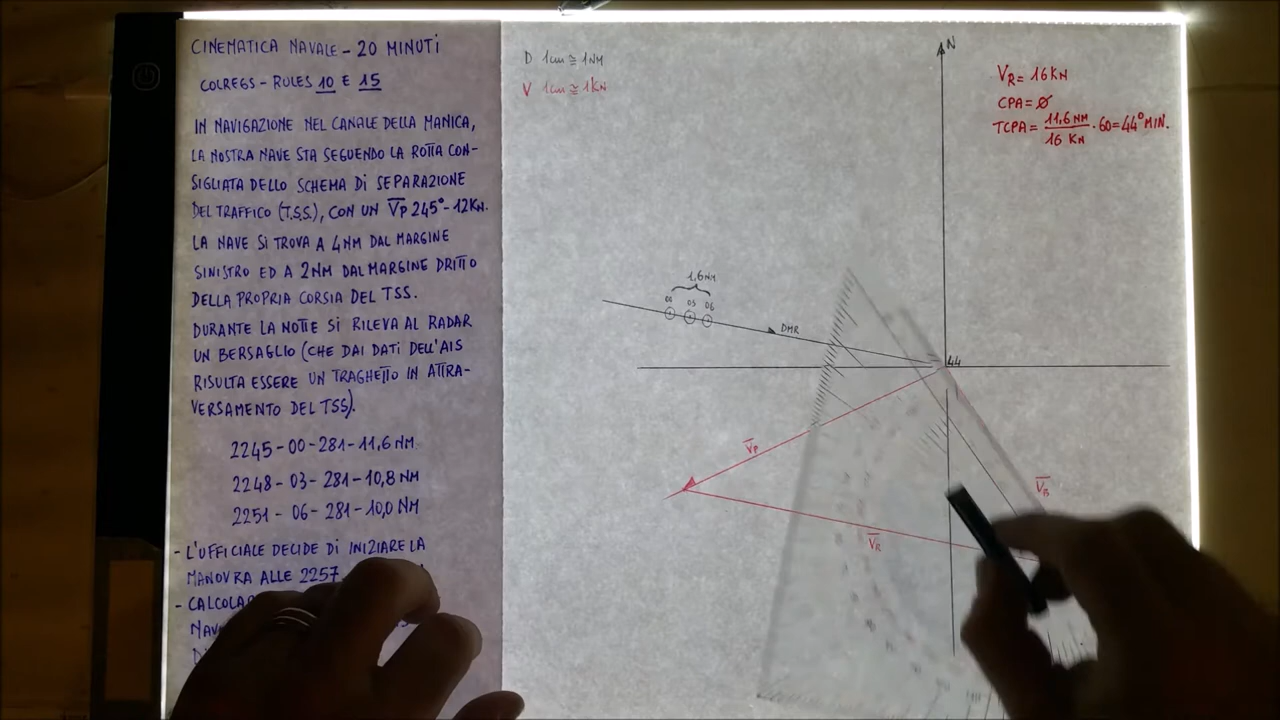 CINEMATICA NAVALE - 20 MINUTI
COLREGS - RULES 10 E 15
IN NAVIGAZIONE NEL CANALE DELLA MANICA,
LA NOSTRA NAVE STA SEGUENDO LA ROTTA CON-
SIGLIATA DELLO SCHEMA DI SEPARAZIONE
DEL TRAFFICO (T.S.S.), CON UN VP 245° - 12KN.
LA NAVE SI TROVA A 4NM DAL MARGINE
SINISTRO ED A 2NM DAL MARGINE DRITTO
DELLA PROPRIA CORSIA DEL TSS.
DURANTE LA NOTTE SI RILEVA AL RADAR
UN BERSAGLIO (CHE DAI DATI DELL'AIS
RISULTA ESSERE UN TRAGHETTO IN ATTRA-
VERSAMENTO DEL TSS).
2245-00-281-11,6 NM
2248-03-281-10,8 NM
2251-06-281-10,0 NM
- L'UFFICIALE DECIDE DI INIZIARE LA
MANOVRA ALLE 2257
- CALCOLA
D 1cm ≅ 1NM
V 1cm ≅ 1KN
N
VR = 16KN
CPA = Ø
TCPA = 11,6 NM / 16 KN · 60 = 44° MIN.
1,6NM
00 03 06
DMR
44
VP
VB
VR